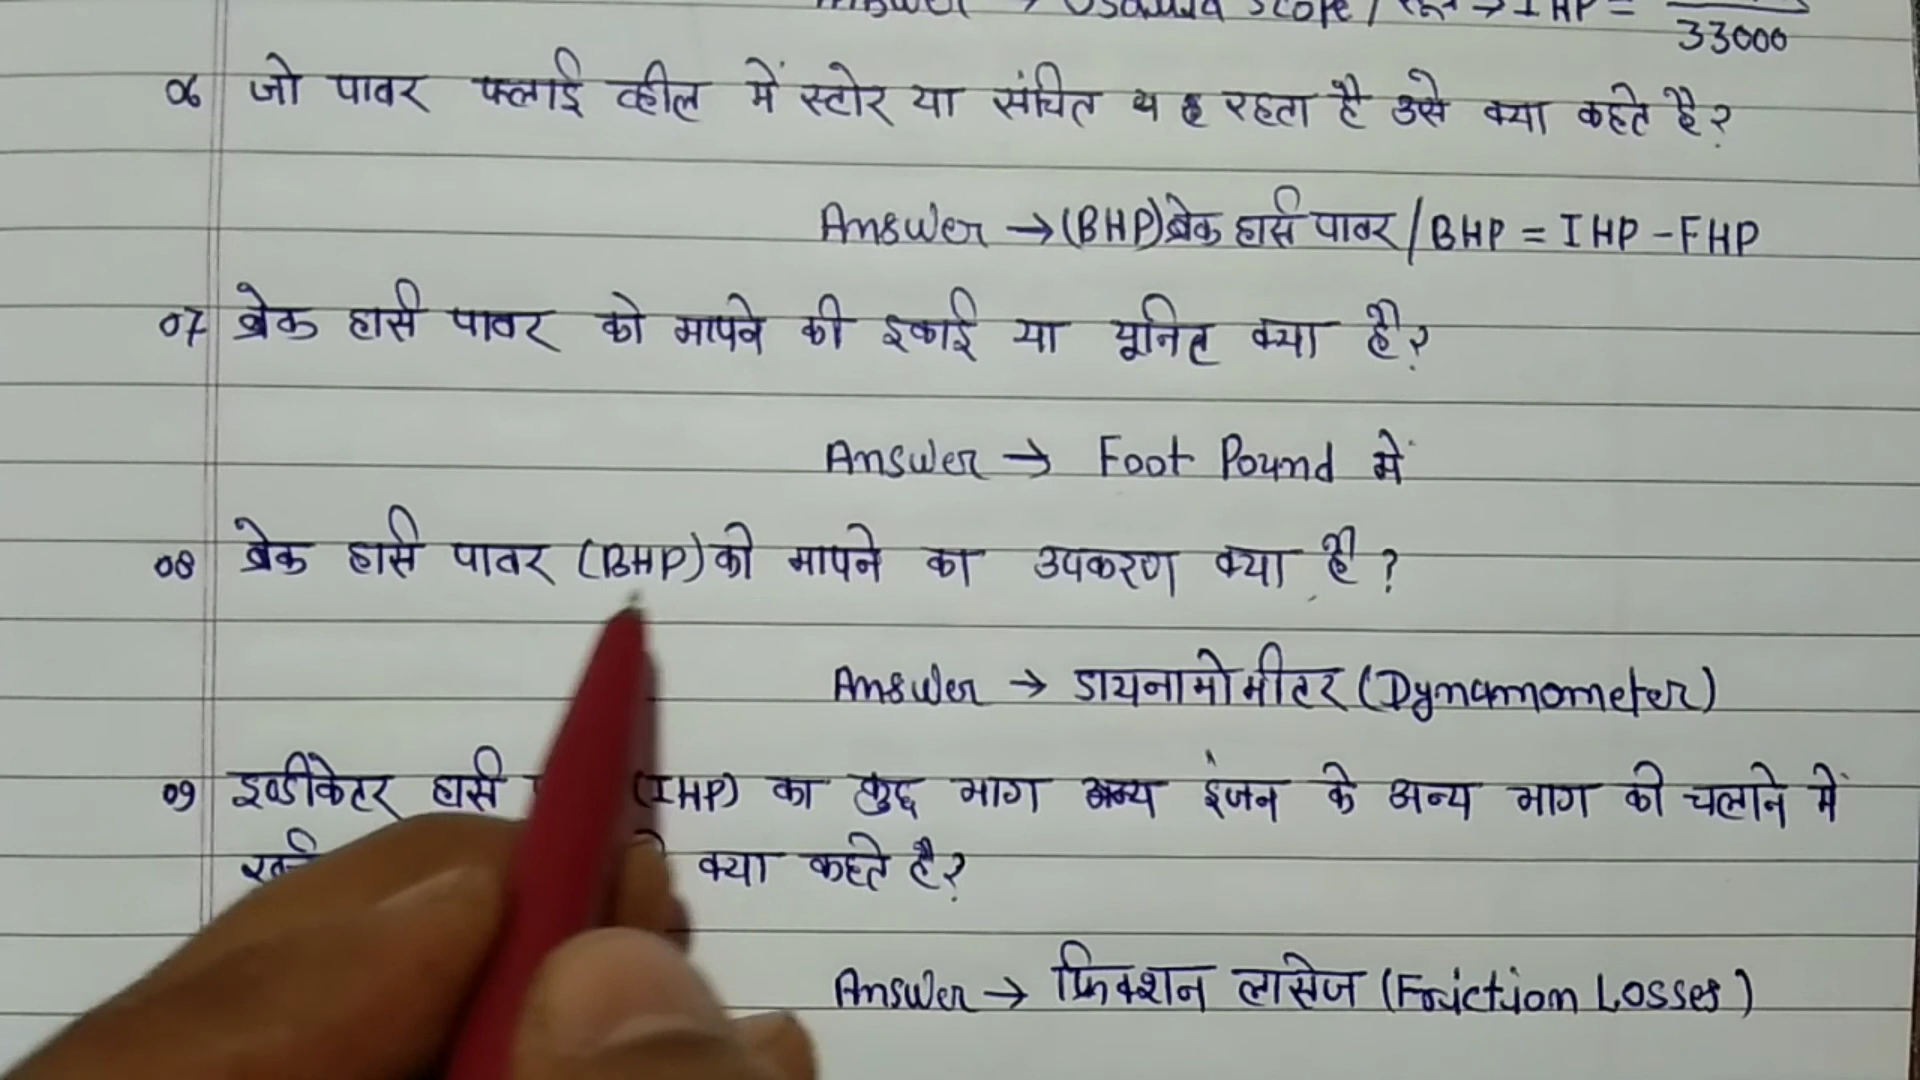 Answer → / → IHP =
33000
06 जो पावर फ्लाई व्हील में स्टोर या संचित रहता है उसे क्या कहते है?
Answer → (BHP) ब्रेक हार्स पावर / BHP = IHP - FHP
07 ब्रेक हार्स पावर को मापने की इकाई या यूनिट क्या है?
Answer → Foot Pound में
08 ब्रेक हार्स पावर (BHP) को मापने का उपकरण क्या है?
Answer → डायनामोमीटर (Dynamometer)
09 इण्डीकेटर हार्स (IHP) का कुछ भाग इंजन के अन्य भाग को चलाने में
क्या कहते है?
Answer → फ्रिक्शन लासेज (Friction Losses)